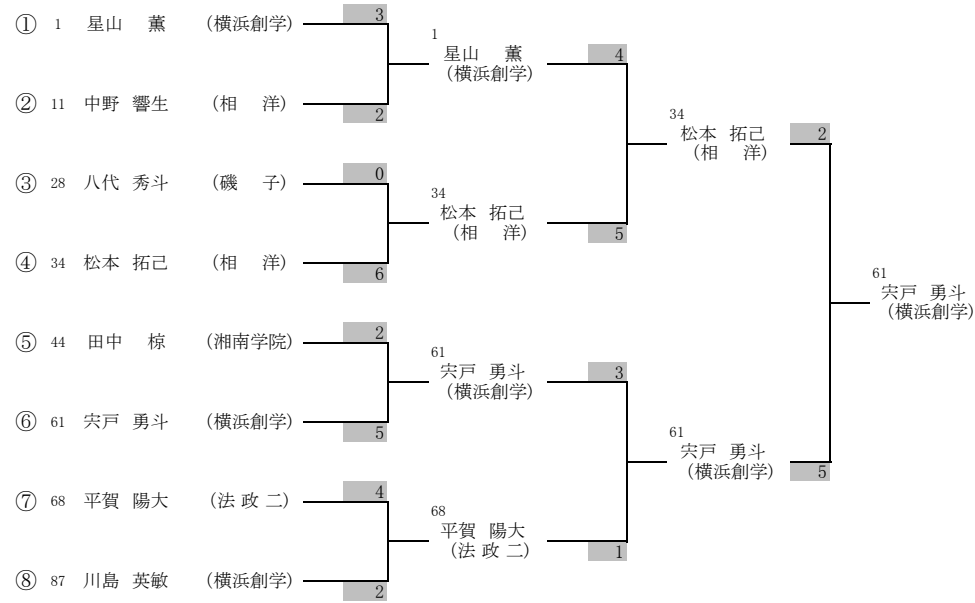 ① 1 星山 薫 (横浜創学) 3
② 11 中野 響生 (相 洋) 2
③ 28 八代 秀斗 (磯 子) 0
④ 34 松本 拓己 (相 洋) 6
⑤ 44 田中 椋 (湘南学院) 2
⑥ 61 宍戸 勇斗 (横浜創学) 5
⑦ 68 平賀 陽大 (法 政 二) 4
⑧ 87 川島 英敏 (横浜創学) 2
1
星山 薫 4
(横浜創学)
34
松本 拓己
(相 洋) 5
61
宍戸 勇斗 3
(横浜創学)
68
平賀 陽大
(法 政 二) 1
34
松本 拓己 2
(相 洋)
61
宍戸 勇斗
(横浜創学) 5
61
宍戸 勇斗
(横浜創学)